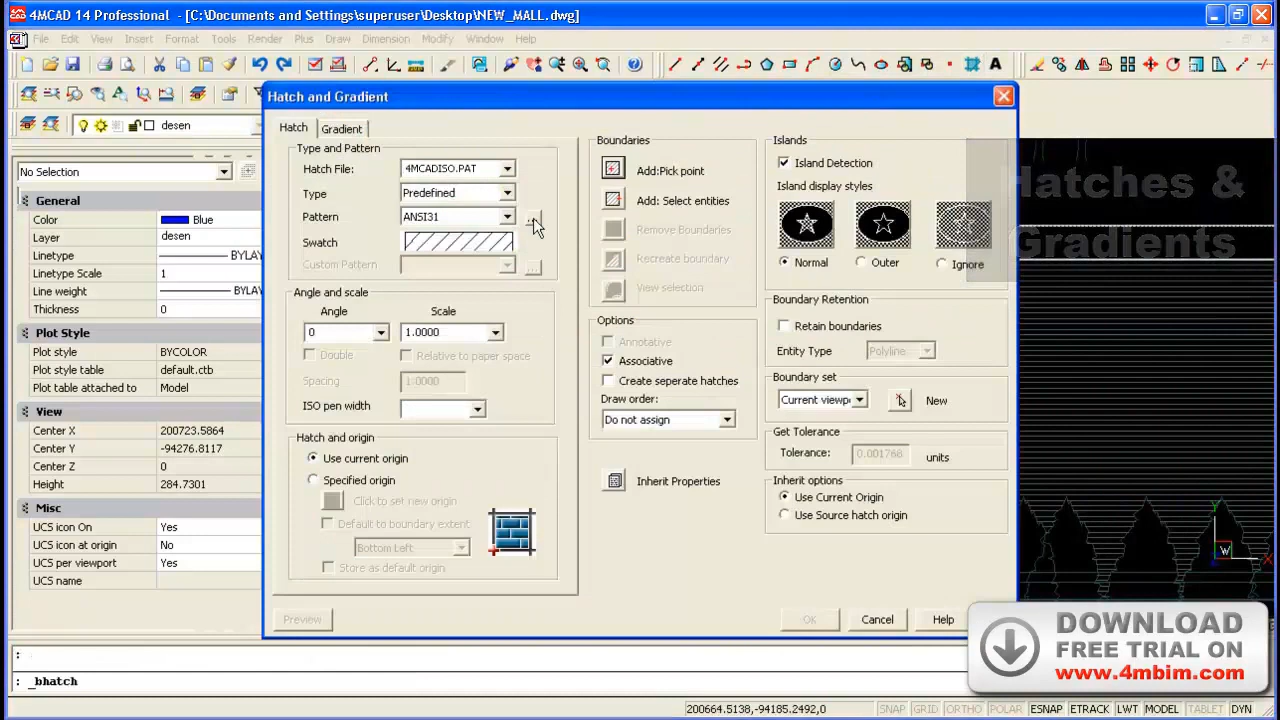 4MCAD 14 Professional - [C:\Documents and Settings\superuser\Desktop\NEW_MALL.dwg]
File Edit View Insert Format Tools Render Plus Draw Dimension Modify Window Help
desen
Hatch and Gradient
Hatch Gradient
No Selection
General
Color Blue
Layer desen
Linetype BYLAY
Linetype Scale 1
Line weight BYLAY
Thickness 0
Plot Style
Plot style BYCOLOR
Plot style default.ctb
Plot table attached to Model
View
Center X 200723.5864
Center Y -94276.8117
Center Z 0
Height 284.7301
Misc
UCS icon On Yes
UCS icon at origin No
UCS per viewport Yes
UCS name
Type and Pattern
Hatch File: 4MCADISO.PAT
Type Predefined
Pattern ANSI31 ...
Swatch
Custom Pattern ...
Angle and scale
Angle Scale
0 1.0000
Double Relative to paper space
Spacing 1.0000
ISO pen width
Hatch and origin
Use current origin
Specified origin
Click to set new origin
Default to boundary extent
Bottom Left
Store as default origin
Boundaries
Add:Pick point
Add: Select entities
Remove Boundaries
Recreate boundary
View selection
Options
Annotative
Associative
Create seperate hatches
Draw order:
Do not assign
Inherit Properties
Islands
Island Detection
Island display styles
Normal Outer Ignore
Boundary Retention
Retain boundaries
Entity Type Polyline
Boundary set
Current viewp New
Get Tolerance
Tolerance: 0.001768 units
Inherit options
Use Current Origin
Use Source hatch origin
Preview OK Cancel Help
Hatches &
Gradients
Y
W
X
DOWNLOAD
FREE TRIAL ON
www.4mbim.com
:
: _bhatch
200664.5138,-94185.2492,0 SNAP GRID ORTHO POLAR ESNAP ETRACK LWT MODEL TABLET DYN